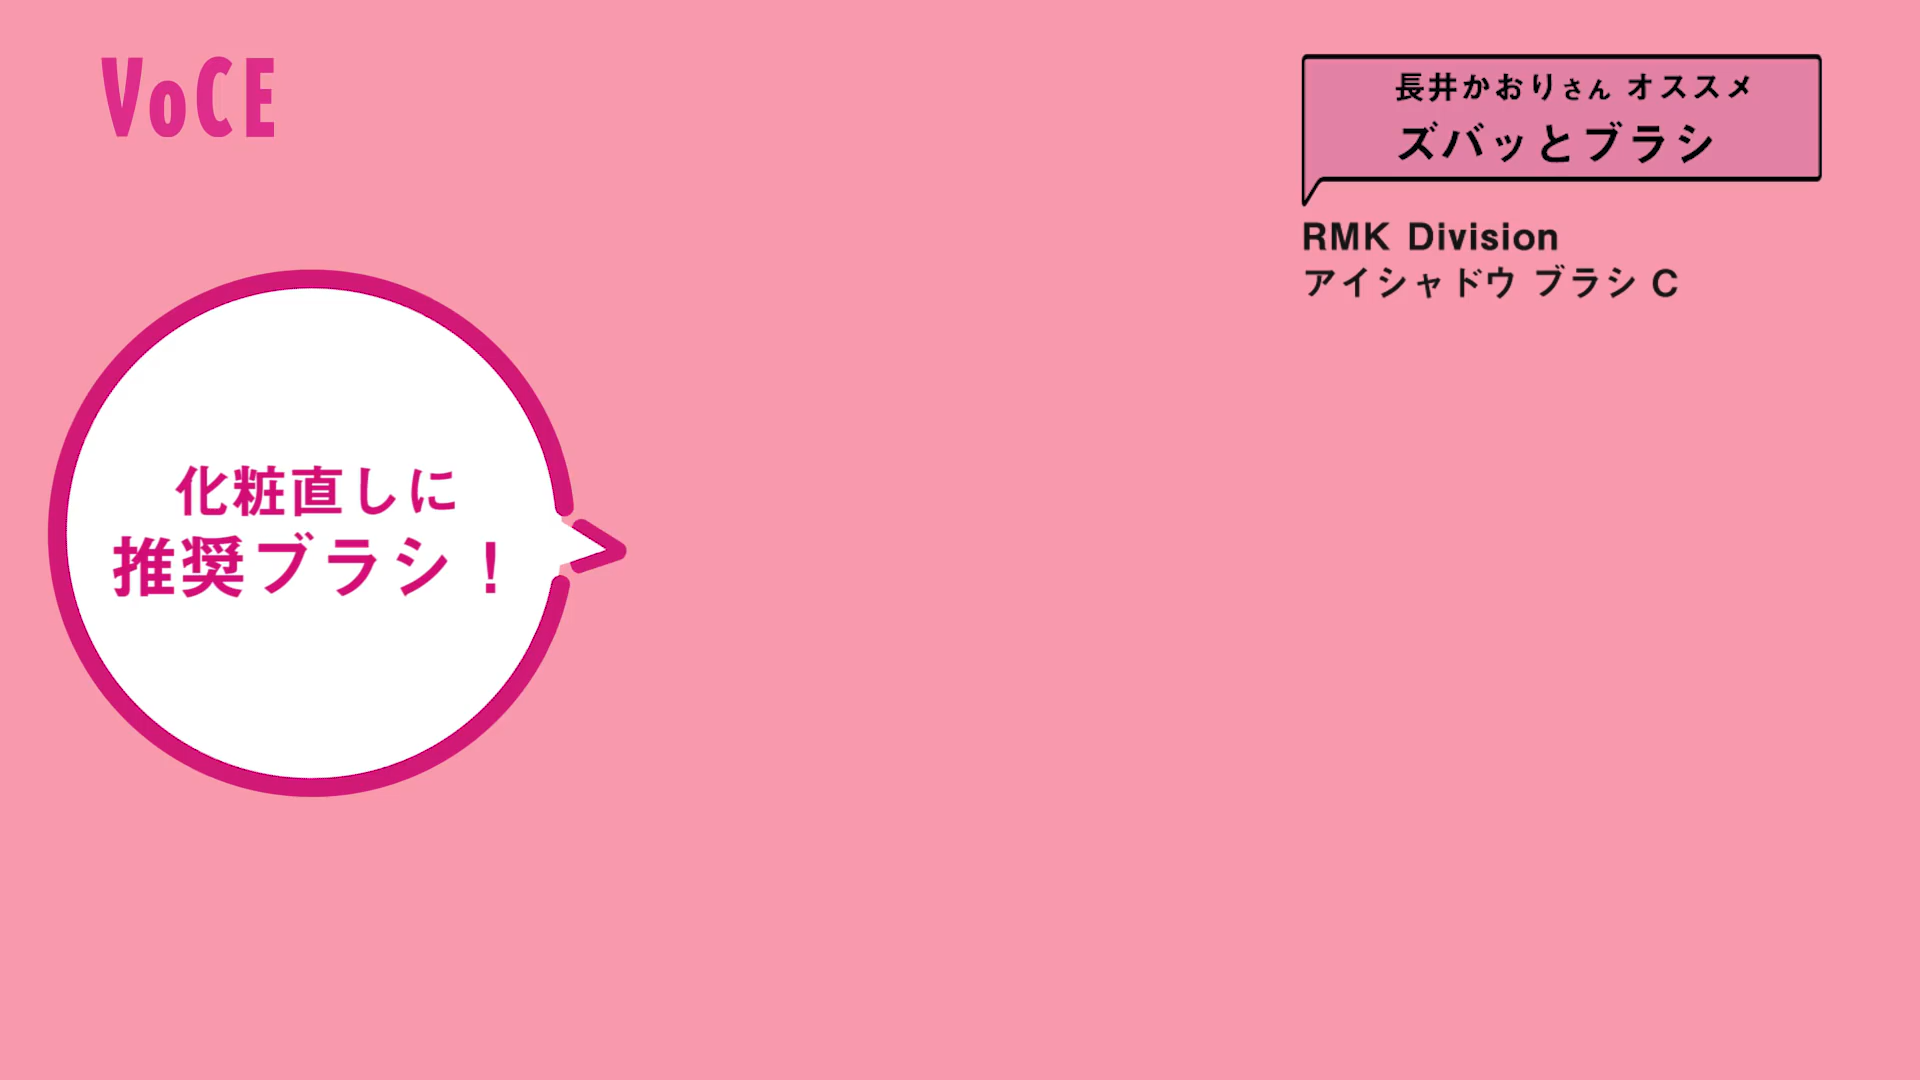 VoCE
長井かおりさん オススメ
ズバッとブラシ
RMK Division
アイシャドウ ブラシ C
化粧直しに
推奨ブラシ！